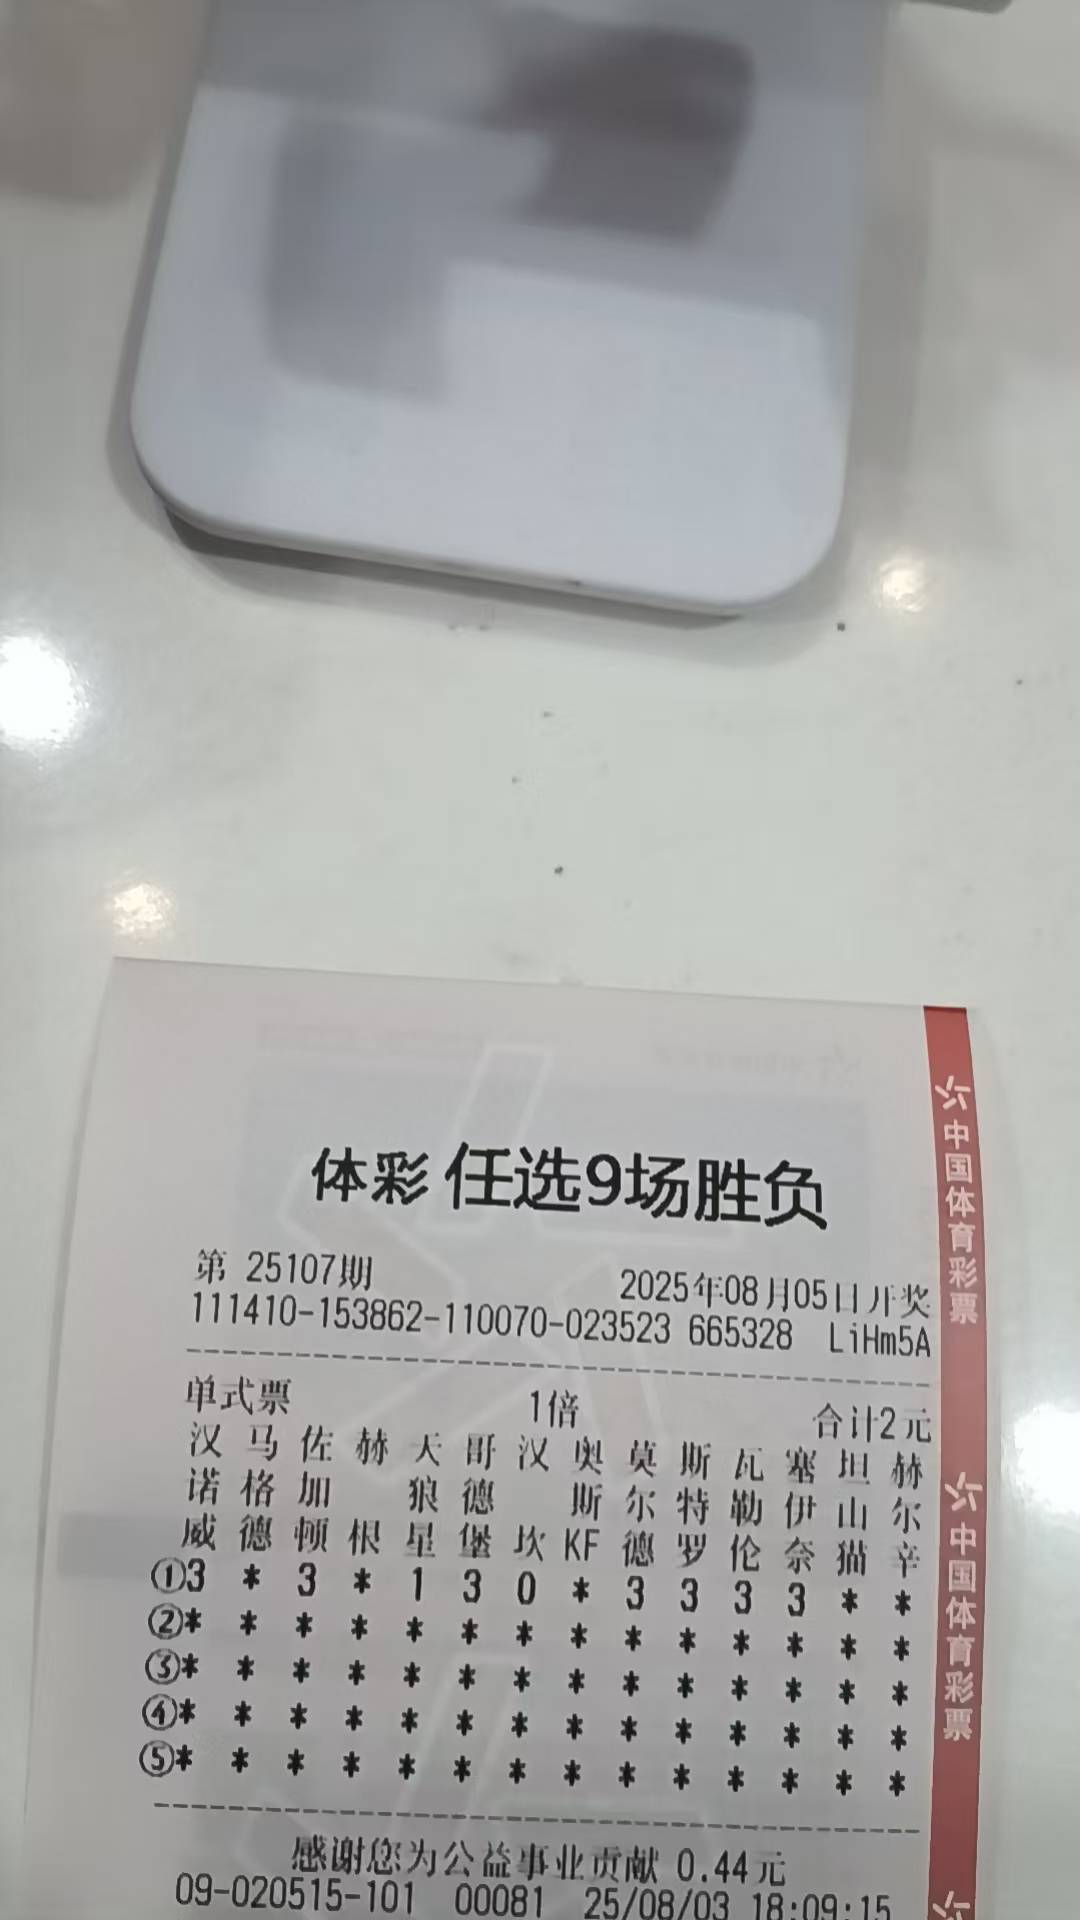 体彩 任选9场胜负
第 25107期 2025年08月05日开奖
111410-153862-110070-023523 665328 LiHm5A
单式票 1倍 合计2元
汉 马 佐 赫 天 哥 汉 奥 莫 斯 瓦 塞 坦 赫
诺 格 加 狼 德 斯 尔 特 勒 伊 山 尔
威 德 顿 根 星 堡 坎 KF 德 罗 伦 奈 猫 辛
①3 * 3 * 1 3 0 * 3 3 3 3 * *
②* * * * * * * * * * * * * *
③* * * * * * * * * * * * * *
④* * * * * * * * * * * * * *
⑤* * * * * * * * * * * * * *
感谢您为公益事业贡献 0.44元
09-020515-101 00081 25/08/03 18:09:15
中国体育彩票
中国体育彩票